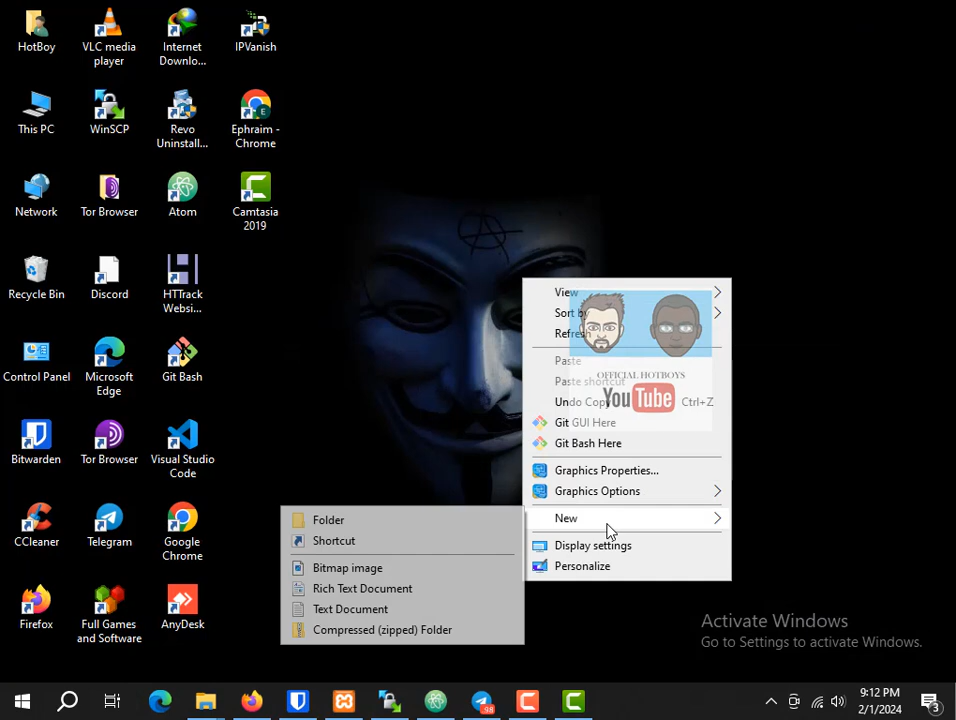 HotBoy
VLC media
player
Internet
Downlo...
IPVanish
This PC
WinSCP
Revo
Uninstall...
Ephraim -
Chrome
Network
Tor Browser
Atom
Camtasia
2019
Recycle Bin
Discord
HTTrack
Websi...
Control Panel
Microsoft
Edge
Git Bash
Bitwarden
Tor Browser
Visual Studio
Code
CCleaner
Telegram
Google
Chrome
Firefox
Full Games
and Software
AnyDesk
View
Sort by
Refresh
Paste
Paste shortcut
Undo Copy Ctrl+Z
Git GUI Here
Git Bash Here
Graphics Properties...
Graphics Options
New
Display settings
Personalize
OFFICIAL HOTBOYS
YouTube
Folder
Shortcut
Bitmap image
Rich Text Document
Text Document
Compressed (zipped) Folder
Activate Windows
Go to Settings to activate Windows.
98
9:12 PM
2/1/2024
3